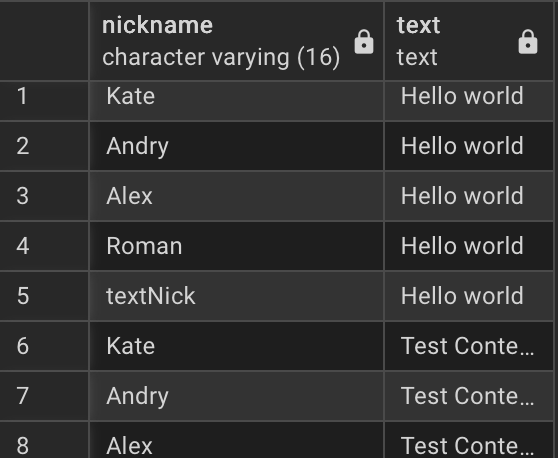 nickname text
character varying (16) text
1 Kate Hello world
2 Andry Hello world
3 Alex Hello world
4 Roman Hello world
5 textNick Hello world
6 Kate Test Conte...
7 Andry Test Conte...
8 Alex Test Conte...